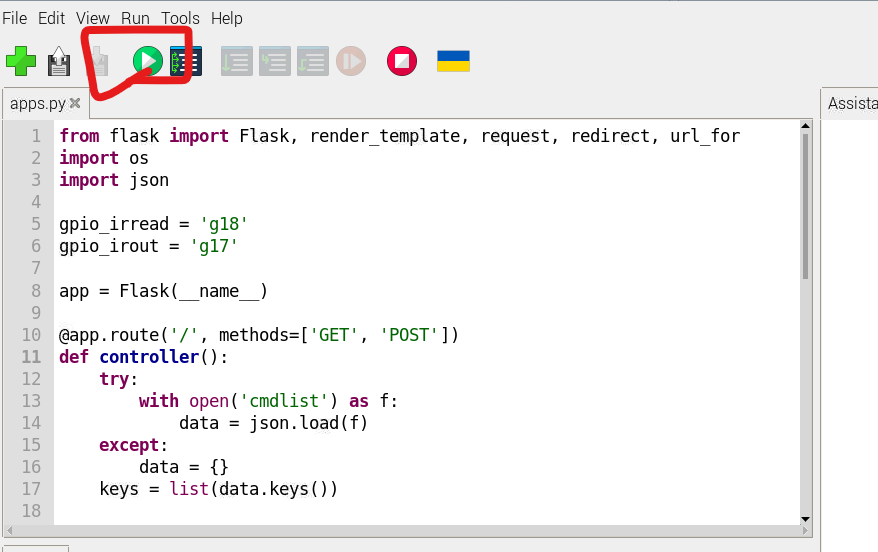 File Edit View Run Tools Help
apps.py
Assista
1 from flask import Flask, render_template, request, redirect, url_for
2 import os
3 import json
4
5 gpio_irread = 'g18'
6 gpio_irout = 'g17'
7
8 app = Flask(__name__)
9
10 @app.route('/', methods=['GET', 'POST'])
11 def controller():
12     try:
13         with open('cmdlist') as f:
14             data = json.load(f)
15     except:
16         data = {}
17     keys = list(data.keys())
18